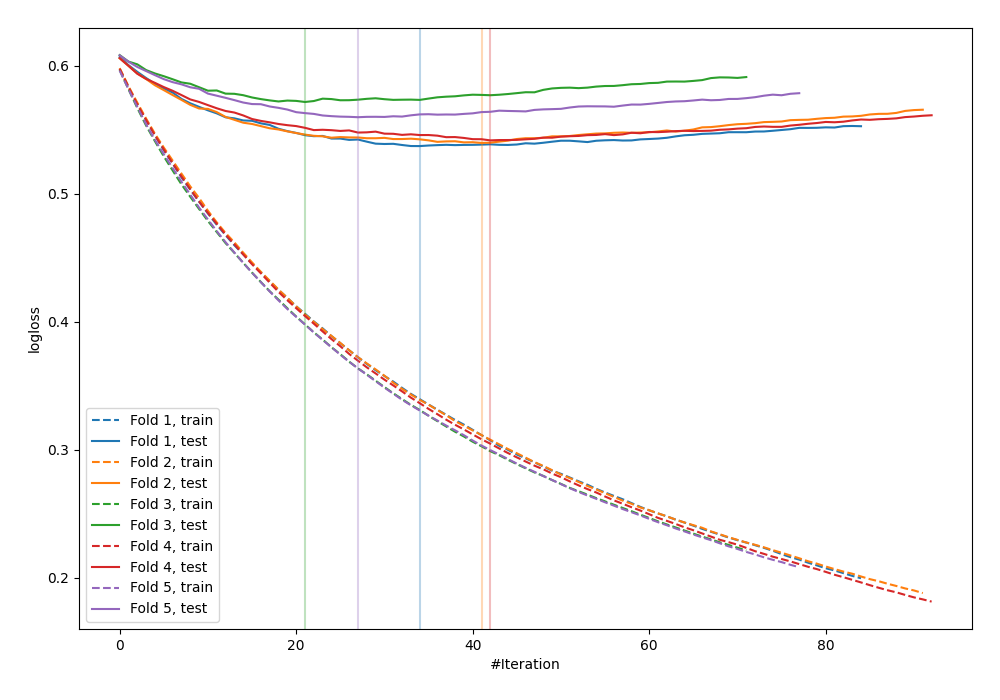 0.6
0.5
0.4
0.3
0.2
logloss
Fold 1, train
Fold 1, test
Fold 2, train
Fold 2, test
Fold 3, train
Fold 3, test
Fold 4, train
Fold 4, test
Fold 5, train
Fold 5, test
0 20 40 60 80
#Iteration